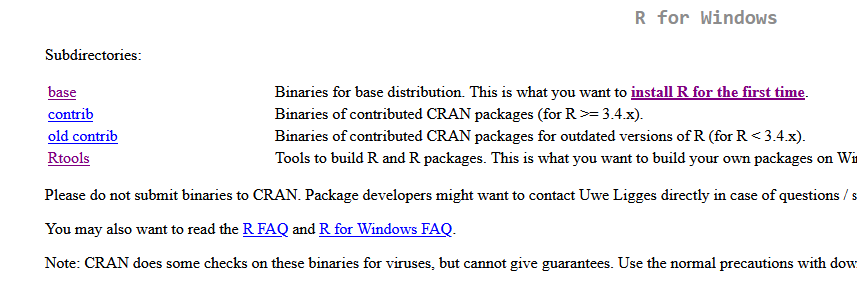 R for Windows
Subdirectories:
base Binaries for base distribution. This is what you want to install R for the first time.
contrib Binaries of contributed CRAN packages (for R >= 3.4.x).
old contrib Binaries of contributed CRAN packages for outdated versions of R (for R < 3.4.x).
Rtools Tools to build R and R packages. This is what you want to build your own packages on
Please do not submit binaries to CRAN. Package developers might want to contact Uwe Ligges directly in case of questions /
You may also want to read the R FAQ and R for Windows FAQ.
Note: CRAN does some checks on these binaries for viruses, but cannot give guarantees. Use the normal precautions with